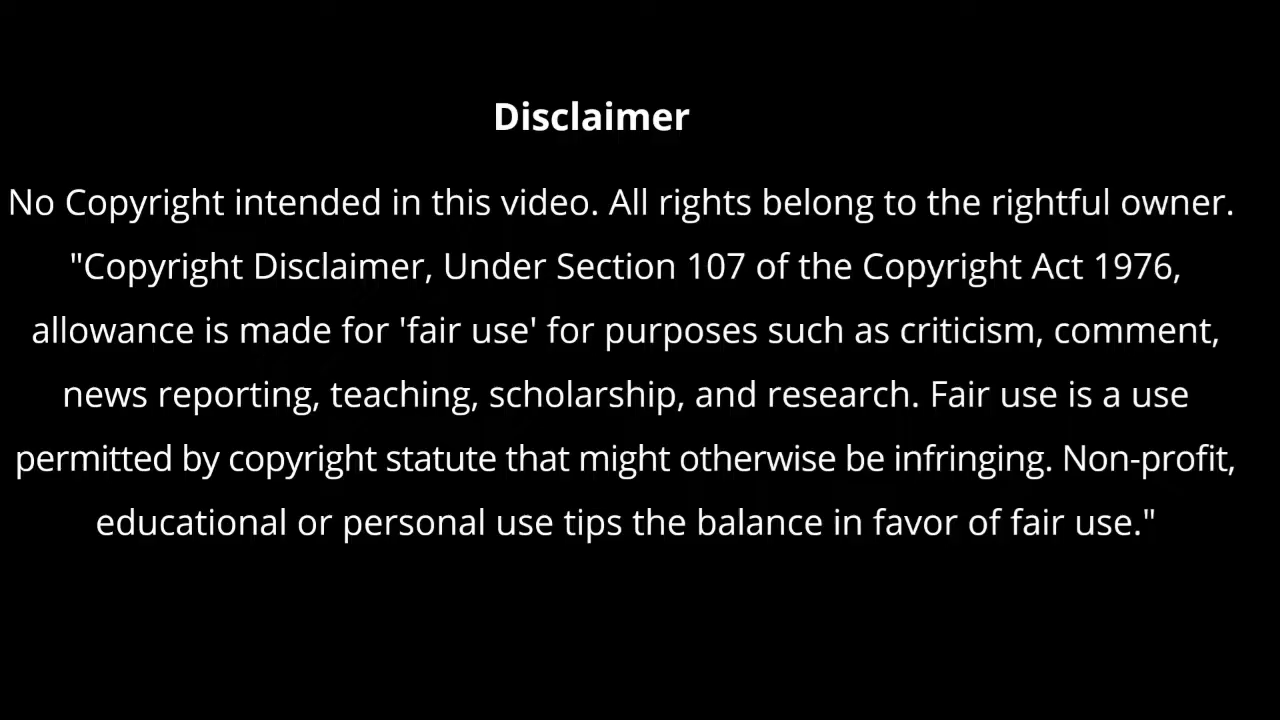 Disclaimer
No Copyright intended in this video. All rights belong to the rightful owner.
"Copyright Disclaimer, Under Section 107 of the Copyright Act 1976,
allowance is made for 'fair use' for purposes such as criticism, comment,
news reporting, teaching, scholarship, and research. Fair use is a use
permitted by copyright statute that might otherwise be infringing. Non-profit,
educational or personal use tips the balance in favor of fair use."